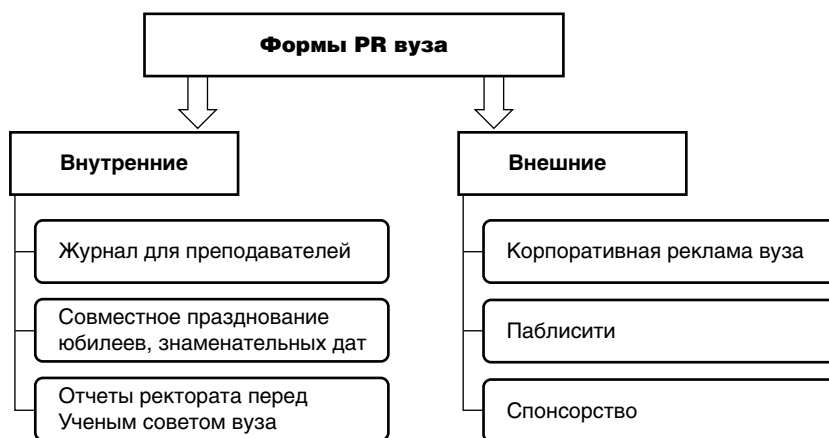 Формы PR вуза
Внутренние
Журнал для преподавателей
Совместное празднование
юбилеев, знаменательных дат
Отчеты ректората перед
Ученым советом вуза
Внешние
Корпоративная реклама вуза
Паблисити
Спонсорство